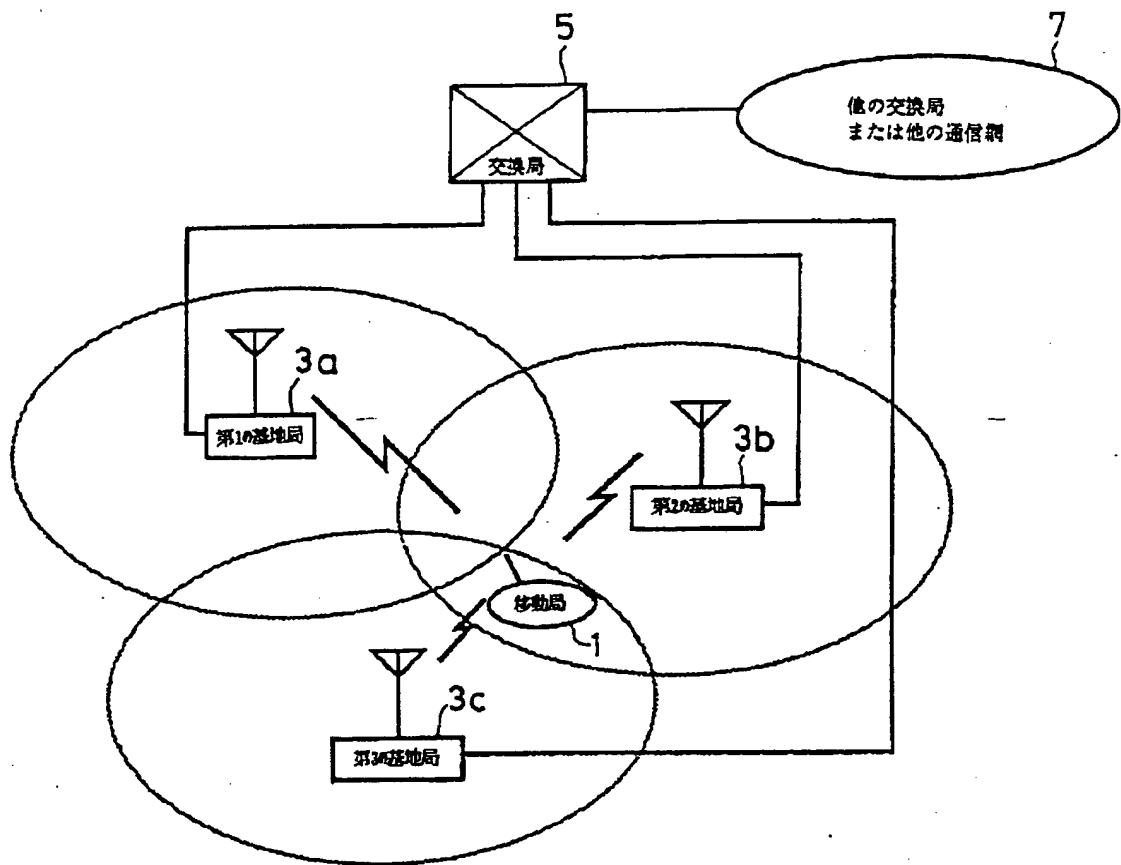 5
7
他の交換局
または他の通信網
交換局
3a
第1の基地局
3b
第2の基地局
移動局
1
3c
第3の基地局